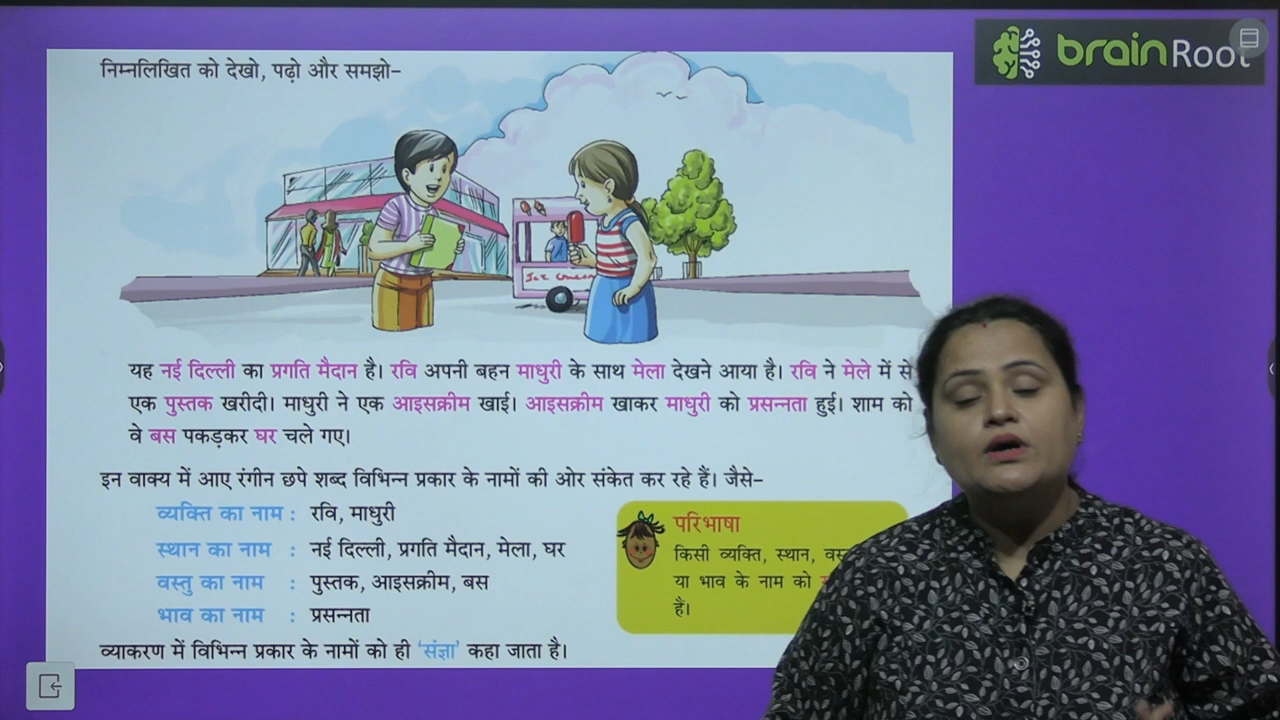 brainRoot
निम्नलिखित को देखो, पढ़ो और समझो–
Ice Cream
यह नई दिल्ली का प्रगति मैदान है। रवि अपनी बहन माधुरी के साथ मेला देखने आया है। रवि ने मेले में से
एक पुस्तक खरीदी। माधुरी ने एक आइसक्रीम खाई। आइसक्रीम खाकर माधुरी को प्रसन्नता हुई। शाम को
वे बस पकड़कर घर चले गए।
इन वाक्य में आए रंगीन छपे शब्द विभिन्न प्रकार के नामों की ओर संकेत कर रहे हैं। जैसे–
व्यक्ति का नाम : रवि, माधुरी
स्थान का नाम : नई दिल्ली, प्रगति मैदान, मेला, घर
वस्तु का नाम : पुस्तक, आइसक्रीम, बस
भाव का नाम : प्रसन्नता
परिभाषा
किसी व्यक्ति, स्थान,
या भाव के नाम को
हैं।
व्याकरण में विभिन्न प्रकार के नामों को ही 'संज्ञा' कहा जाता है।